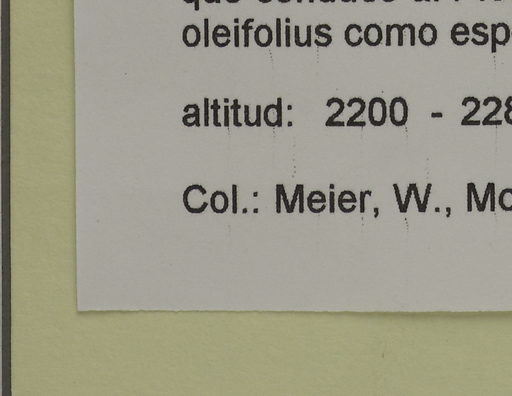 oleifolius como esp
altitud: 2200 - 228
Col.: Meier, W., Mo